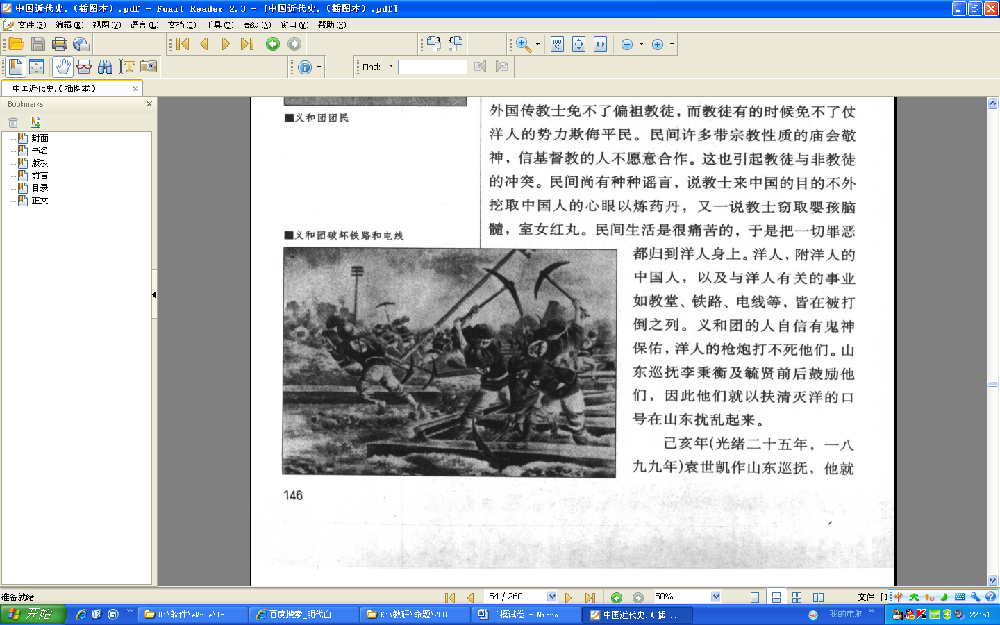 中国近代史.（插图本）.pdf - Foxit Reader 2.3 - [中国近代史.（插图本）.pdf]
文件(F) 编辑(E) 视图(V) 语言(L) 文档(D) 工具(T) 高级(A) 窗口(W) 帮助(H)
Find:
中国近代史.（插图本）
Bookmarks
封面
书名
版权
前言
目录
正文
■义和团团民
■义和团破坏铁路和电线
外国传教士免不了偏袒教徒，而教徒有的时候免不了仗
洋人的势力欺侮平民。民间许多带宗教性质的庙会敬
神，信基督教的人不愿意合作。这也引起教徒与非教徒
的冲突。民间尚有种种谣言，说教士来中国的目的不外
挖取中国人的心眼以炼药丹，又一说教士窃取婴孩脑
髓，室女红丸。民间生活是很痛苦的，于是把一切罪恶
都归到洋人身上。洋人，附洋人的
中国人，以及与洋人有关的事业
如教堂、铁路、电线等，皆在被打
倒之列。义和团的人自信有鬼神
保佑，洋人的枪炮打不死他们。山
东巡抚李秉衡及毓贤前后鼓励他
们，因此他们就以扶清灭洋的口
号在山东扰乱起来。
己亥年(光绪二十五年，一八
九九年)袁世凯作山东巡抚，他就
146
准备就绪
154 / 260
50%
文件: [1
中 大
开始
D:\软件\eMule\In...
百度搜索_明代白...
E:\教研\命题\200...
二模试卷 - Micro...
中国近代史.（插...
我的电脑
22:51